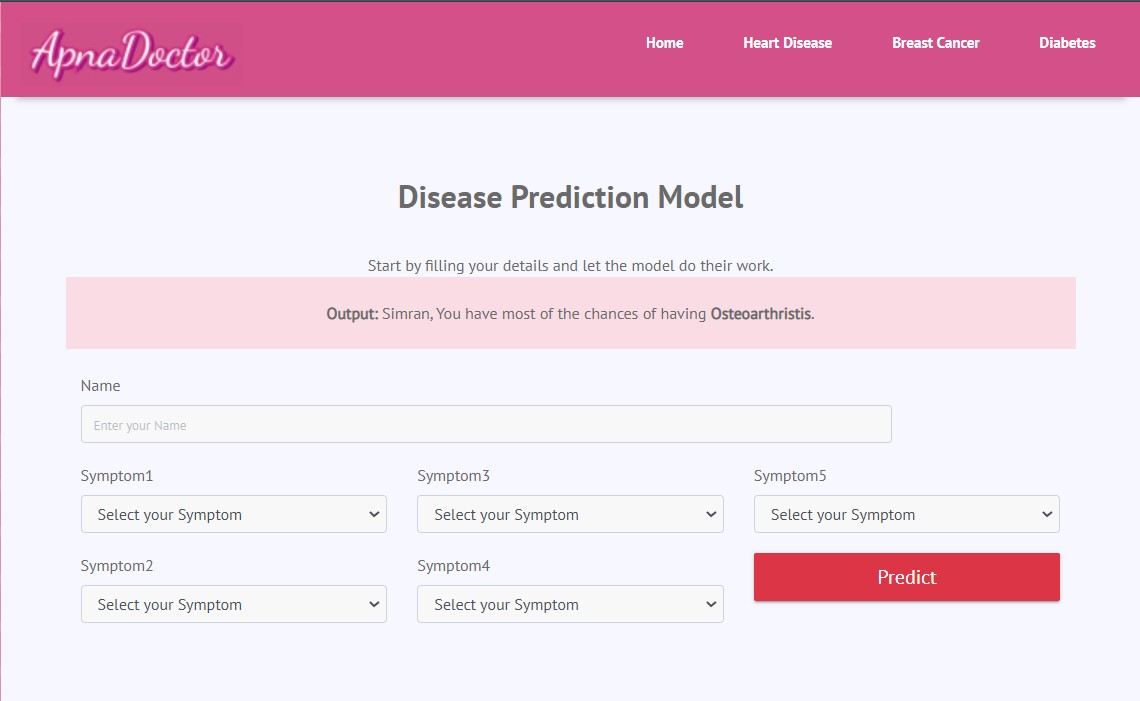 ApnaDoctor
Home Heart Disease Breast Cancer Diabetes
Disease Prediction Model
Start by filling your details and let the model do their work.
Output: Simran, You have most of the chances of having Osteoarthristis.
Name
Enter your Name
Symptom1 Symptom3 Symptom5
Select your Symptom Select your Symptom Select your Symptom
Symptom2 Symptom4
Select your Symptom Select your Symptom Predict